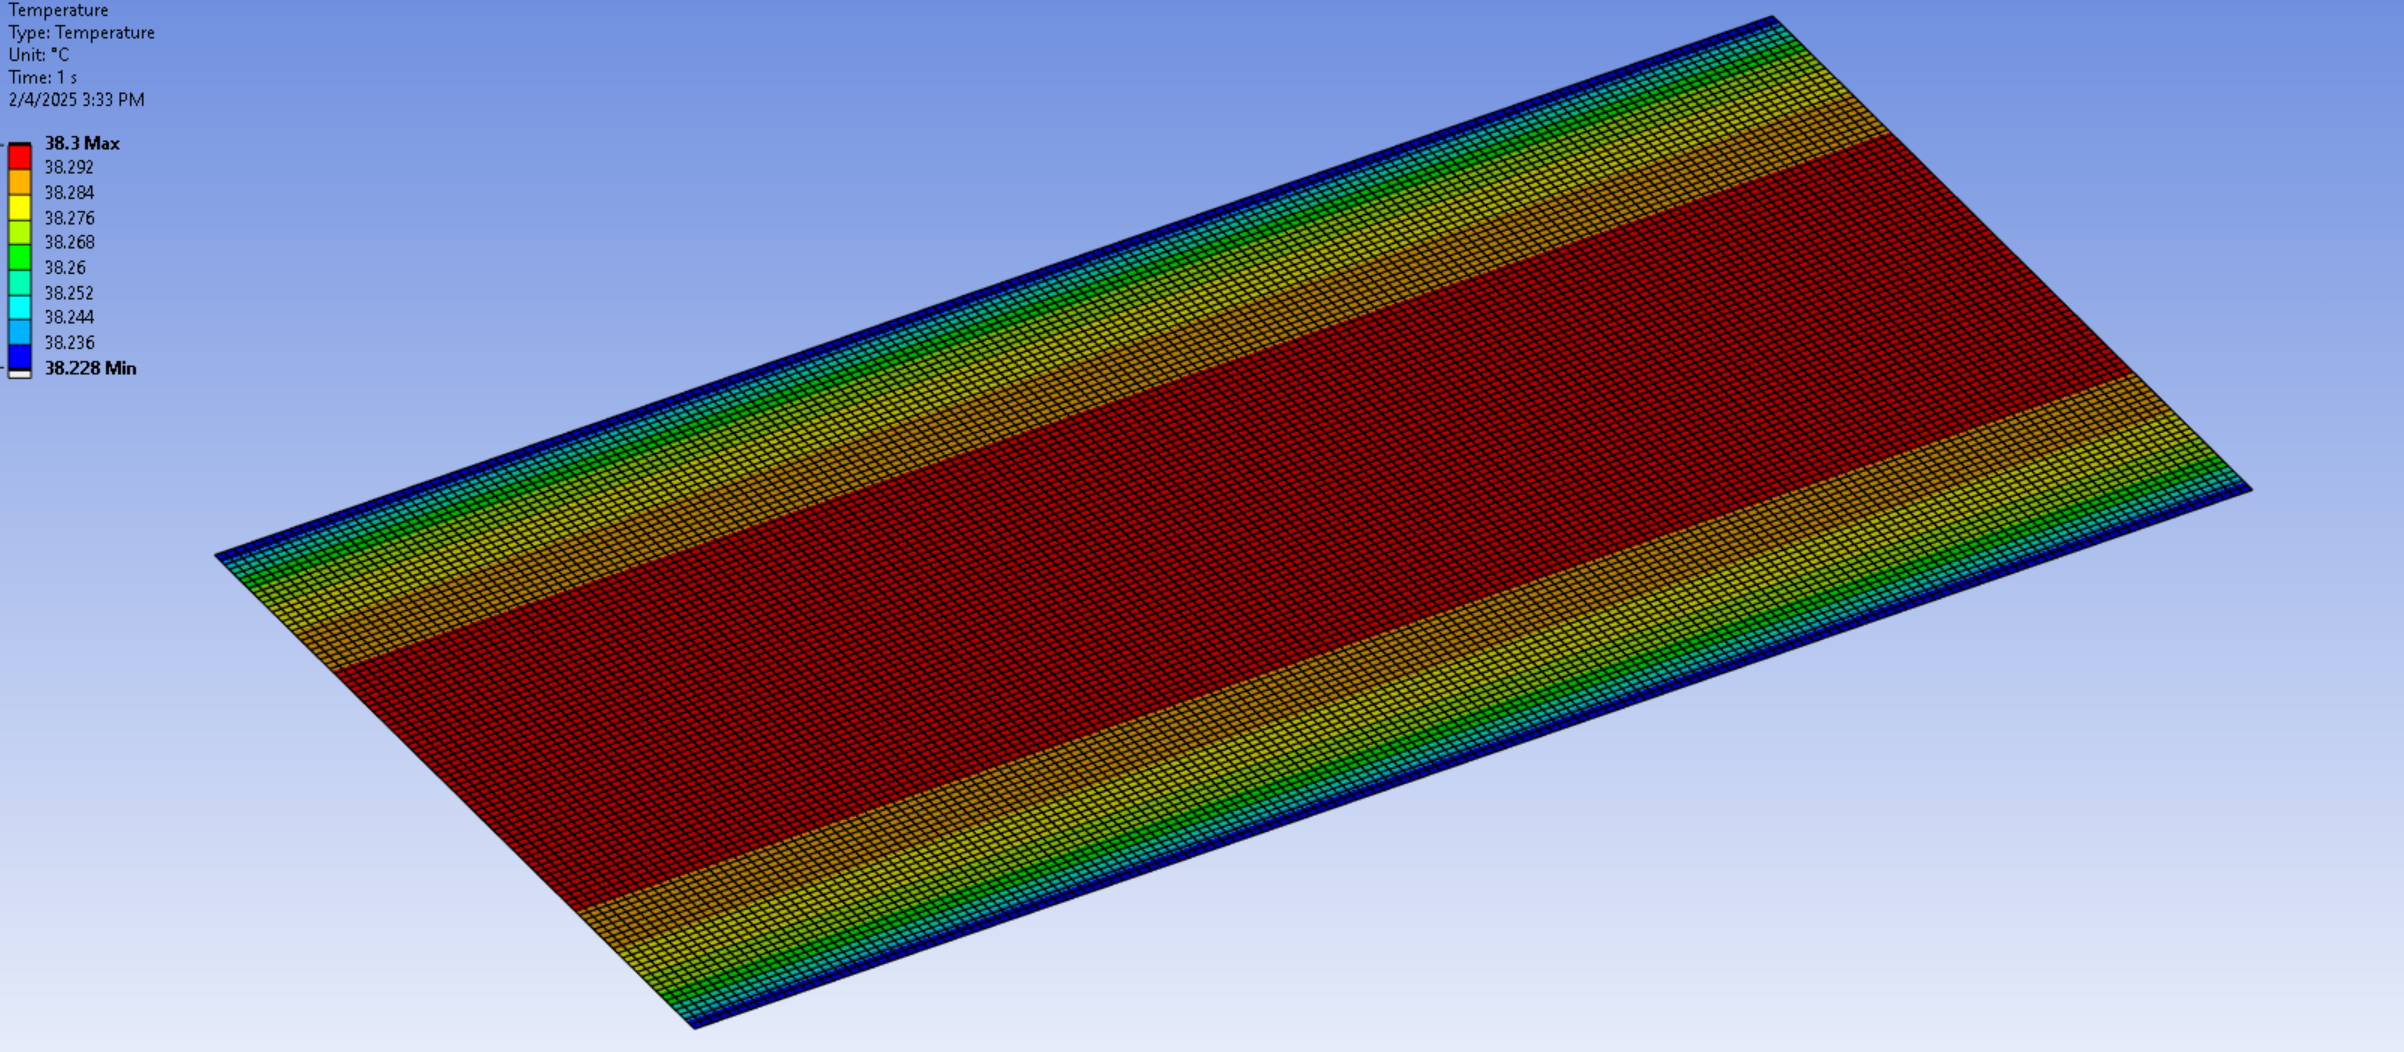 Temperature
Type: Temperature
Unit: °C
Time: 1 s
2/4/2025 3:33 PM
38.3 Max
38.292
38.284
38.276
38.268
38.26
38.252
38.244
38.236
38.228 Min